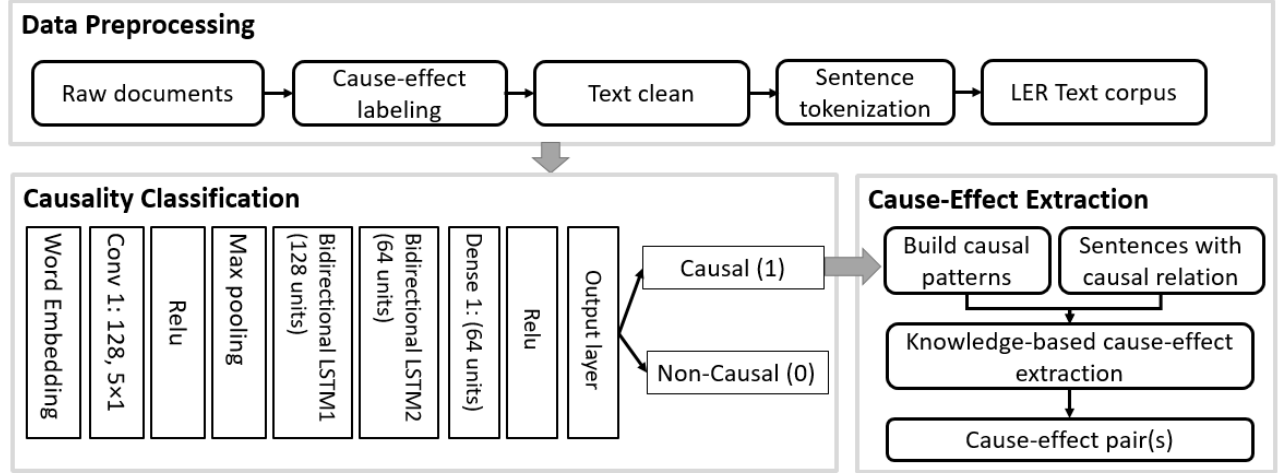 Data Preprocessing
Raw documents
Cause-effect
labeling
Text clean
Sentence
tokenization
LER Text corpus
Causality Classification
Word Embedding
Conv 1: 128, 5×1
Relu
Max pooling
Bidirectional LSTM1
(128 units)
Bidirectional LSTM2
(64 units)
Dense 1: (64 units)
Relu
Output layer
Causal (1)
Non-Causal (0)
Cause-Effect Extraction
Build causal
patterns
Sentences with
causal relation
Knowledge-based cause-effect
extraction
Cause-effect pair(s)